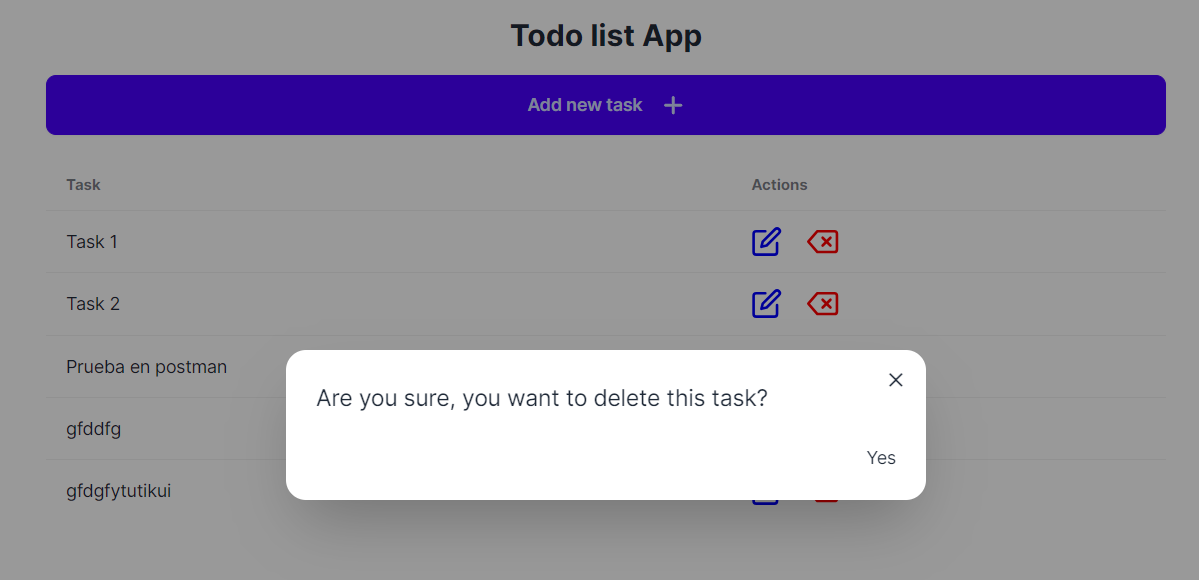 Todo list App
Add new task
Task Actions
Task 1
Task 2
Prueba en postman
Are you sure, you want to delete this task?
gfddfg
Yes
gfdgfytutikui